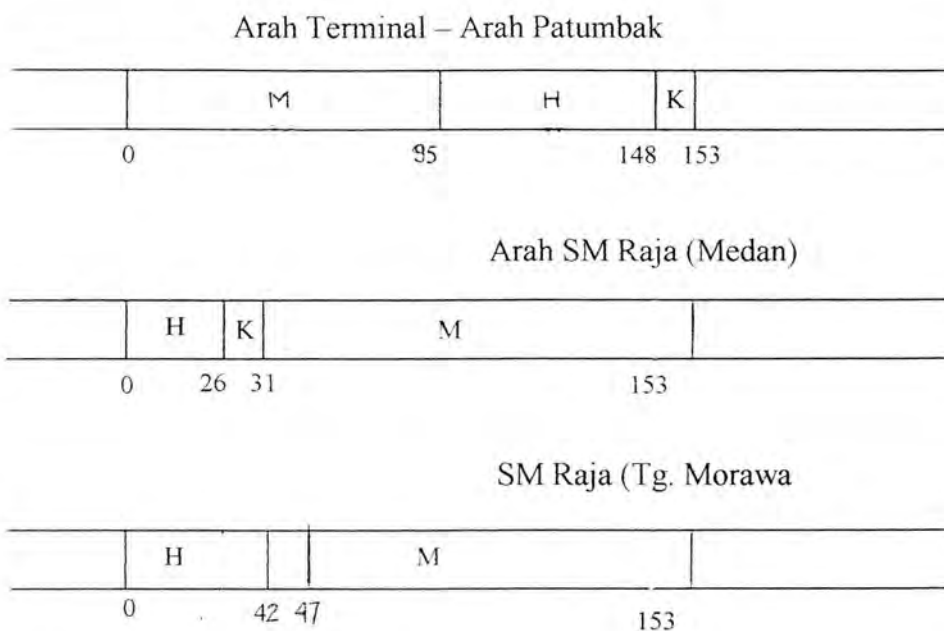 Arah Terminal – Arah Patumbak
M H K
0 95 148 153
Arah SM Raja (Medan)
H K M
0 26 31 153
SM Raja (Tg. Morawa
H M
0 42 47 153